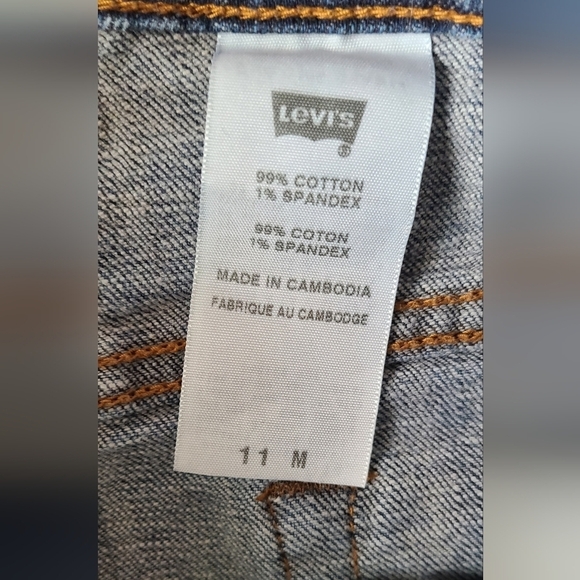 LEVI'S
®
99% COTTON
1% SPANDEX
99% COTON
1% SPANDEX
MADE IN CAMBODIA
FABRIQUE AU CAMBODGE
11 M